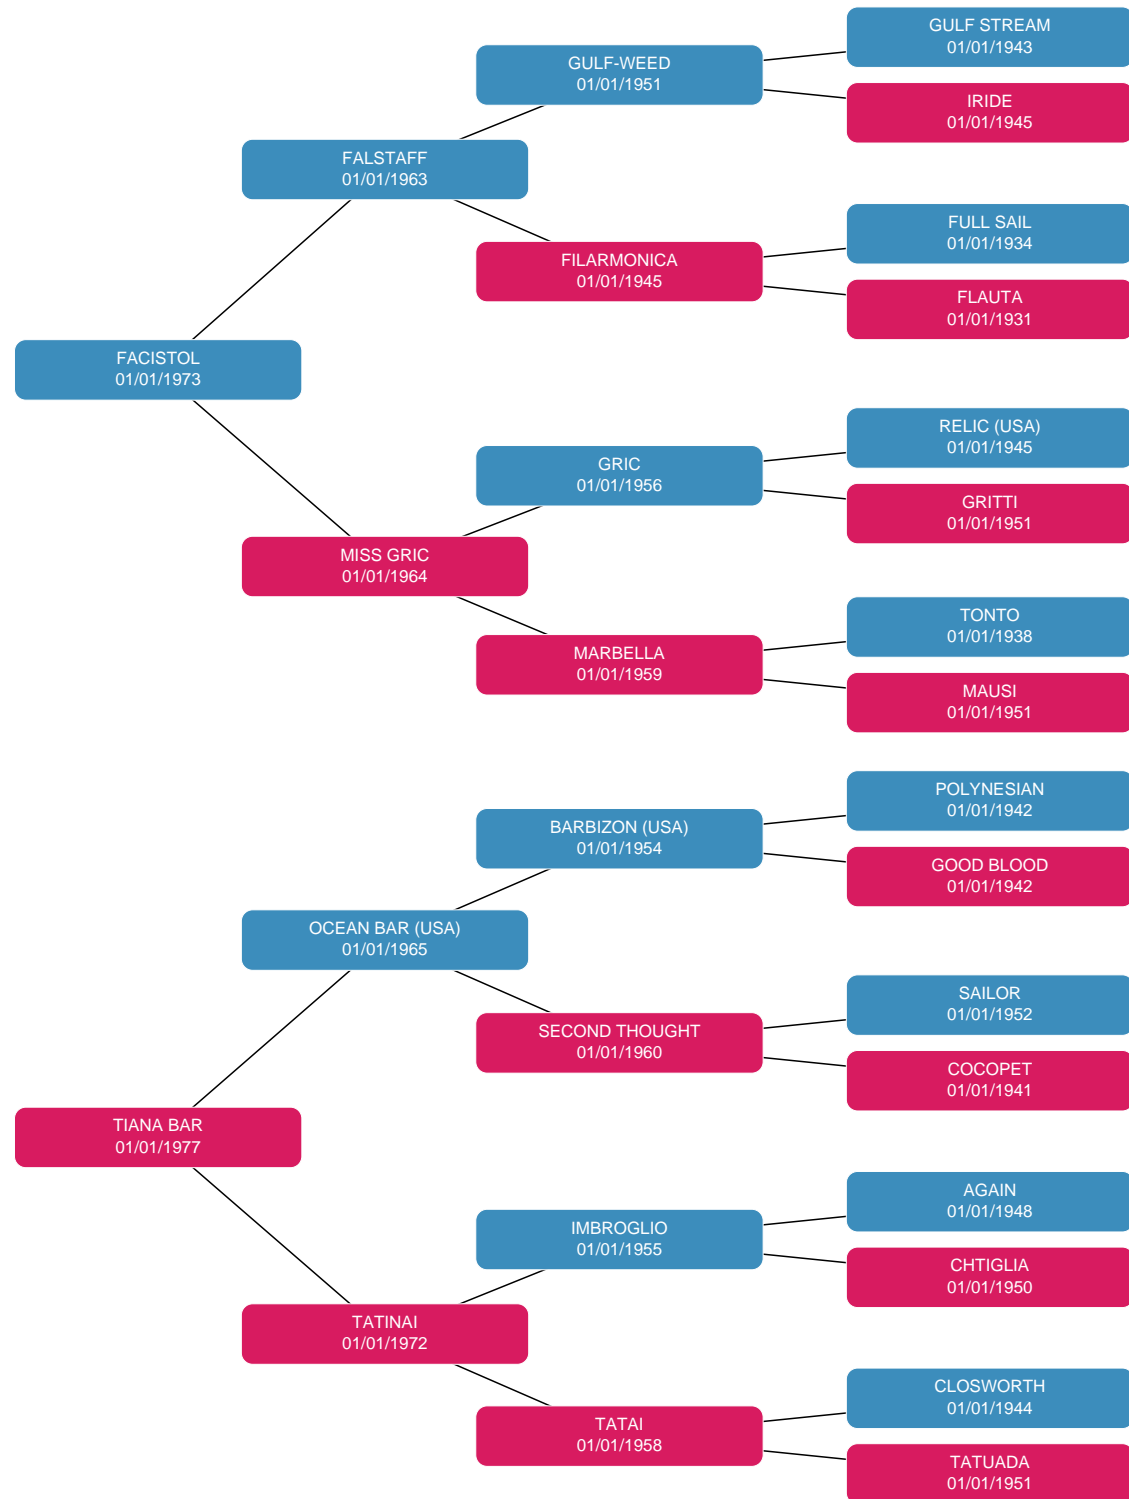 GULF STREAM
01/01/1943
GULF-WEED
01/01/1951
IRIDE
01/01/1945
FALSTAFF
01/01/1963
FULL SAIL
01/01/1934
FILARMONICA
01/01/1945
FLAUTA
01/01/1931
FACISTOL
01/01/1973
RELIC (USA)
01/01/1945
GRIC
01/01/1956
GRITTI
01/01/1951
MISS GRIC
01/01/1964
TONTO
01/01/1938
MARBELLA
01/01/1959
MAUSI
01/01/1951
POLYNESIAN
01/01/1942
BARBIZON (USA)
01/01/1954
GOOD BLOOD
01/01/1942
OCEAN BAR (USA)
01/01/1965
SAILOR
01/01/1952
SECOND THOUGHT
01/01/1960
COCOPET
01/01/1941
TIANA BAR
01/01/1977
AGAIN
01/01/1948
IMBROGLIO
01/01/1955
CHTIGLIA
01/01/1950
TATINAI
01/01/1972
CLOSWORTH
01/01/1944
TATAI
01/01/1958
TATUADA
01/01/1951